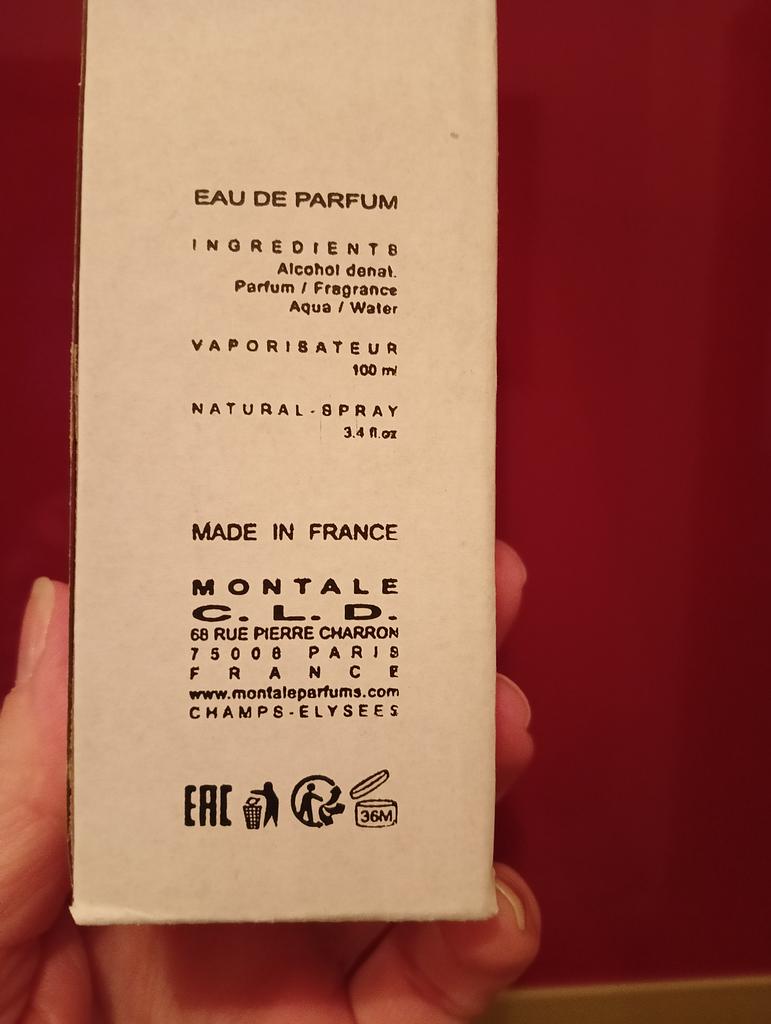 EAU DE PARFUM
INGREDIENTS
Alcohol denat.
Parfum / Fragrance
Aqua / Water
VAPORISATEUR
100 ml
NATURAL-SPRAY
3.4 fl.oz
MADE IN FRANCE
MONTALE
C. L. D.
68 RUE PIERRE CHARRON
75008 PARIS
FRANCE
www.montaleparfums.com
CHAMPS-ELYSEES
EAC
36M